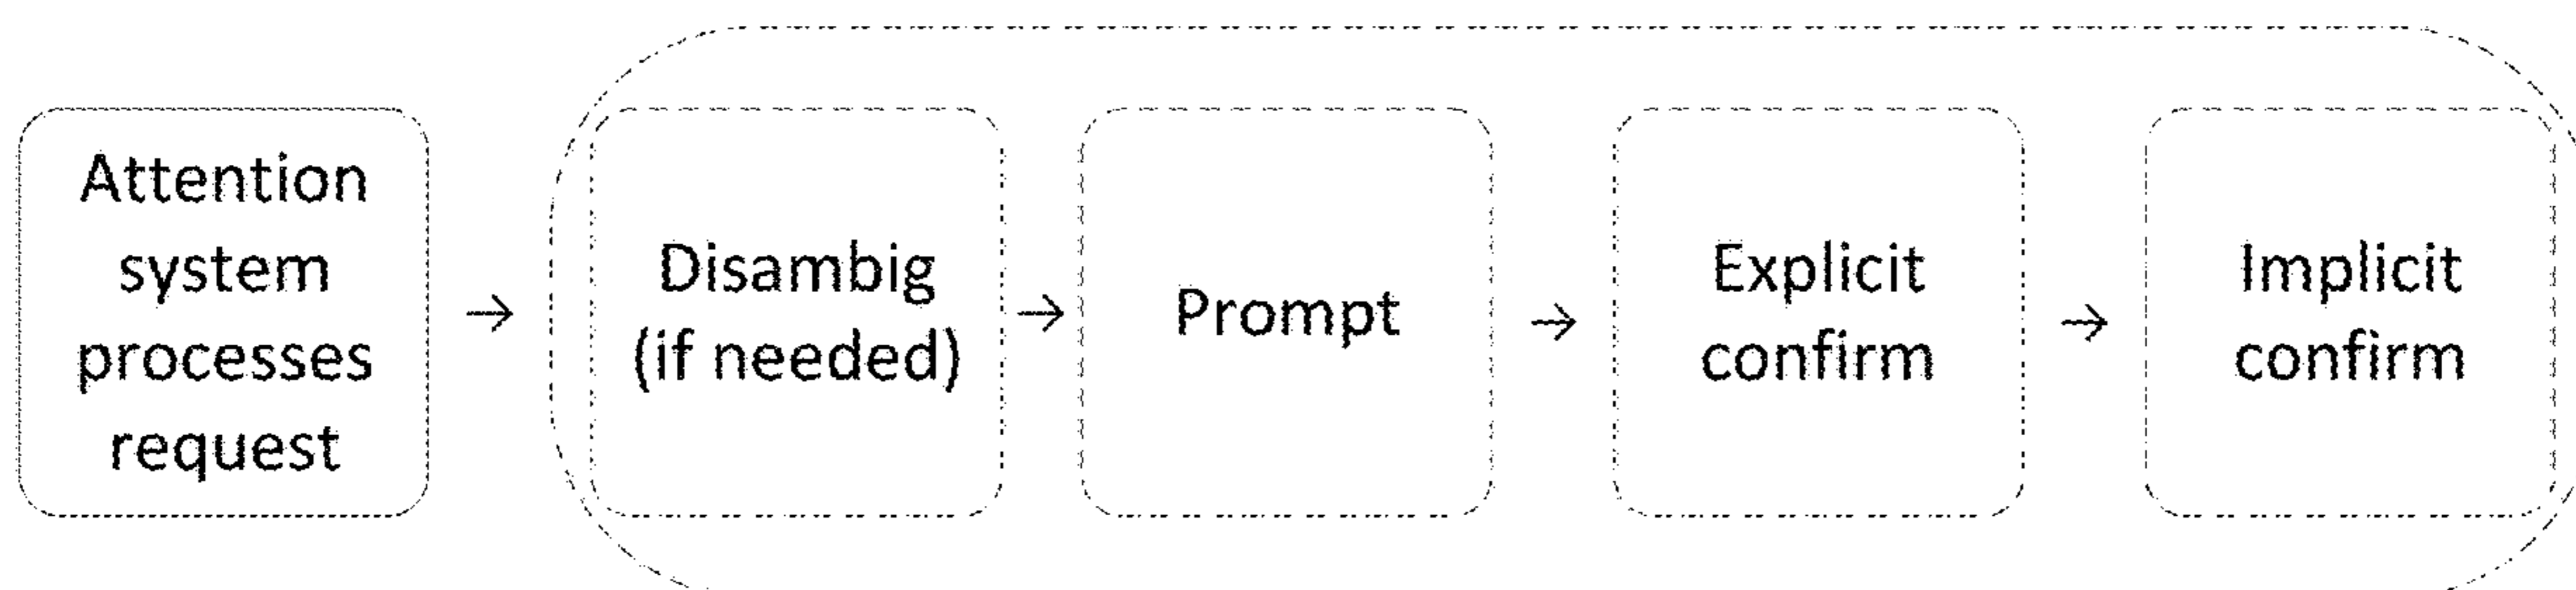 Attention
system
processes
request
→
Disambig
(if needed)
→
Prompt
→
Explicit
confirm
→
Implicit
confirm